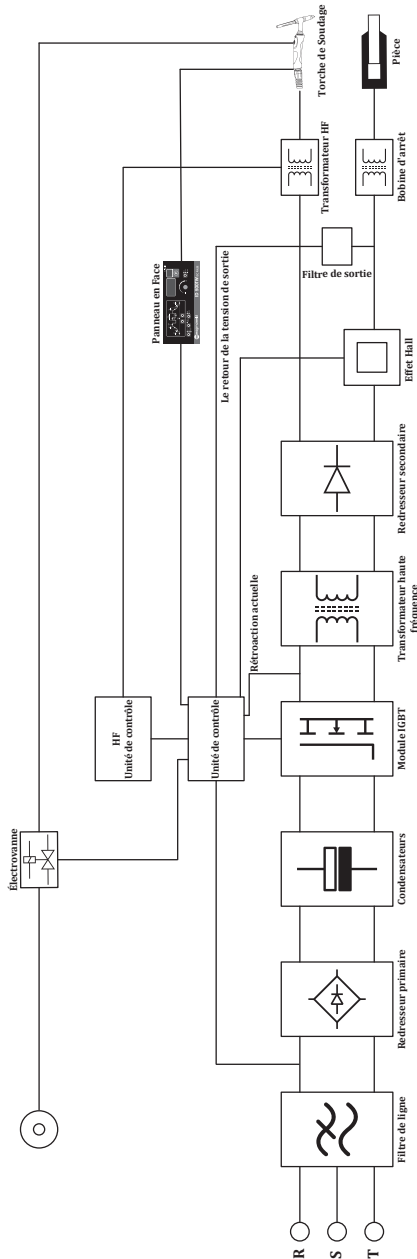 Torche de Soudage
Pièce
Transformateur HF
Bobine d'arrêt
Panneau en Face
Filtre de sortie
Le retour de la tension de sortie
Effet Hall
Redresseur secondaire
Rétroaction actuelle
Transformateur haute
fréquence
HF
Unité de contrôle
Unité de contrôle
Module IGBT
Électrovanne
Condensateurs
Redresseur primaire
Filtre de ligne
R
S
T